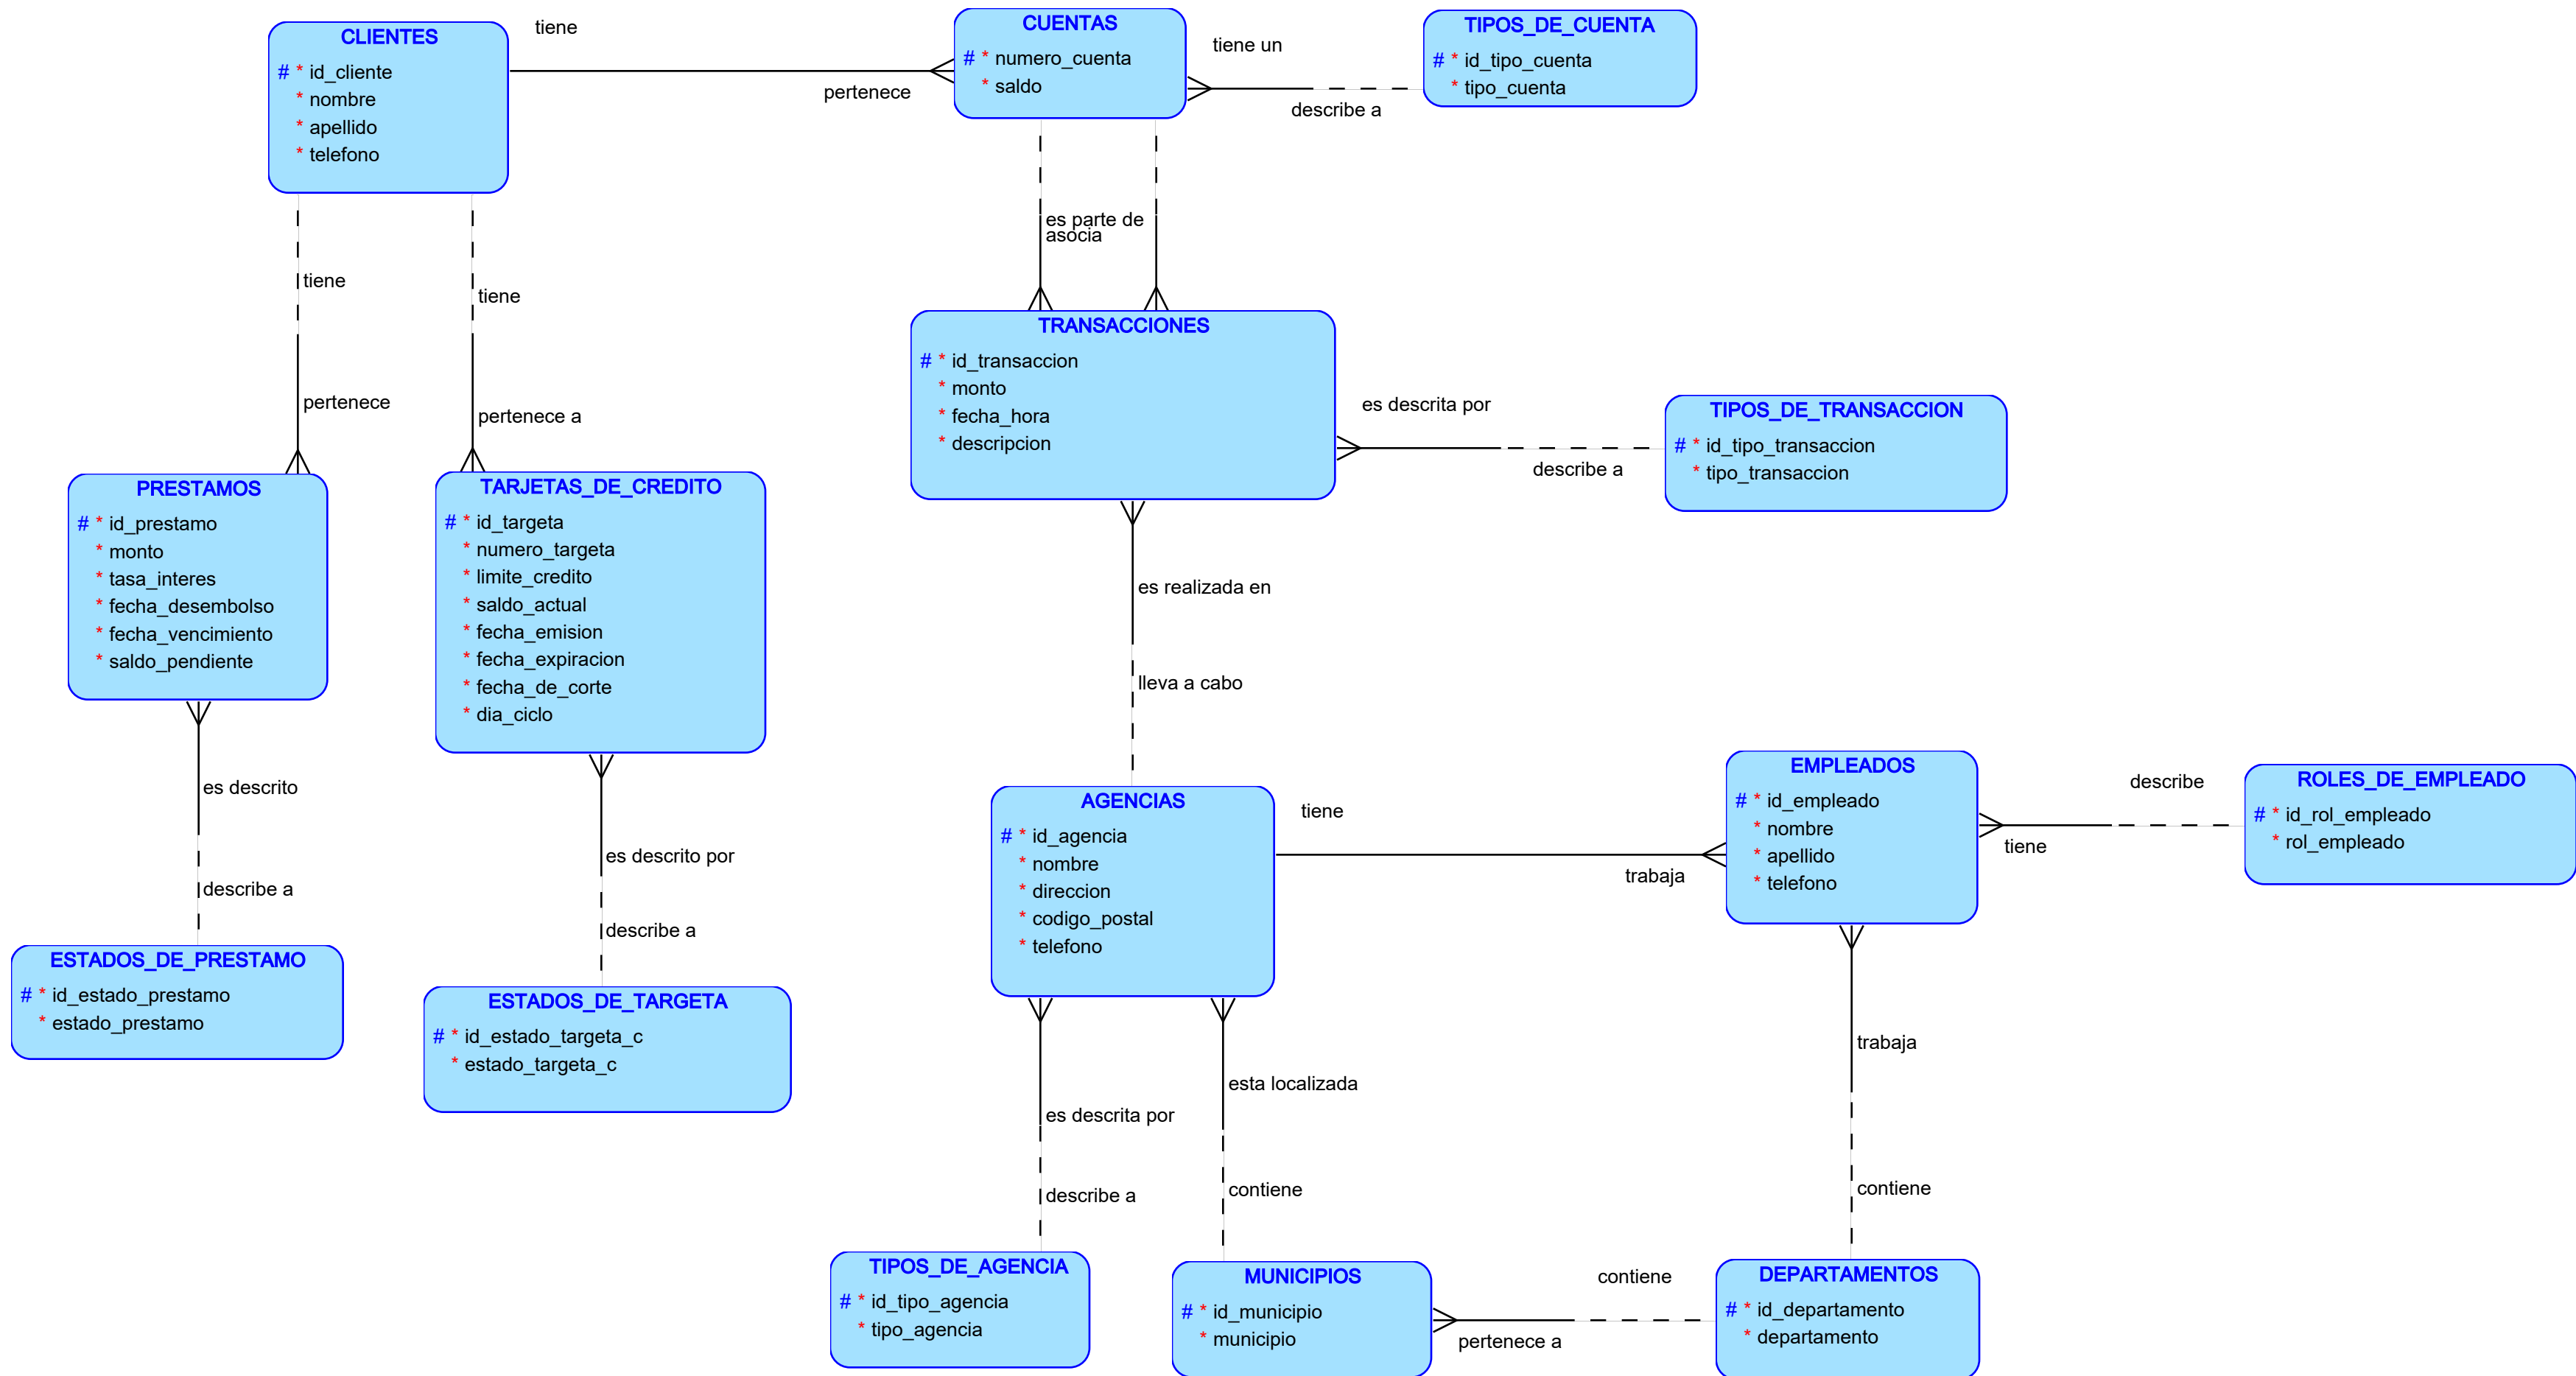 CLIENTES
# * id_cliente
* nombre
* apellido
* telefono
tiene
pertenece
CUENTAS
# * numero_cuenta
* saldo
tiene un
describe a
TIPOS_DE_CUENTA
# * id_tipo_cuenta
* tipo_cuenta
tiene
pertenece
tiene
pertenece a
es parte de
asocia
TRANSACCIONES
# * id_transaccion
* monto
* fecha_hora
* descripcion
es descrita por
describe a
TIPOS_DE_TRANSACCION
# * id_tipo_transaccion
* tipo_transaccion
PRESTAMOS
# * id_prestamo
* monto
* tasa_interes
* fecha_desembolso
* fecha_vencimiento
* saldo_pendiente
TARJETAS_DE_CREDITO
# * id_targeta
* numero_targeta
* limite_credito
* saldo_actual
* fecha_emision
* fecha_expiracion
* fecha_de_corte
* dia_ciclo
es realizada en
lleva a cabo
es descrito
describe a
es descrito por
describe a
AGENCIAS
# * id_agencia
* nombre
* direccion
* codigo_postal
* telefono
tiene
trabaja
EMPLEADOS
# * id_empleado
* nombre
* apellido
* telefono
describe
tiene
ROLES_DE_EMPLEADO
# * id_rol_empleado
* rol_empleado
ESTADOS_DE_PRESTAMO
# * id_estado_prestamo
* estado_prestamo
ESTADOS_DE_TARGETA
# * id_estado_targeta_c
* estado_targeta_c
es descrita por
describe a
esta localizada
contiene
trabaja
contiene
TIPOS_DE_AGENCIA
# * id_tipo_agencia
* tipo_agencia
MUNICIPIOS
# * id_municipio
* municipio
contiene
pertenece a
DEPARTAMENTOS
# * id_departamento
* departamento